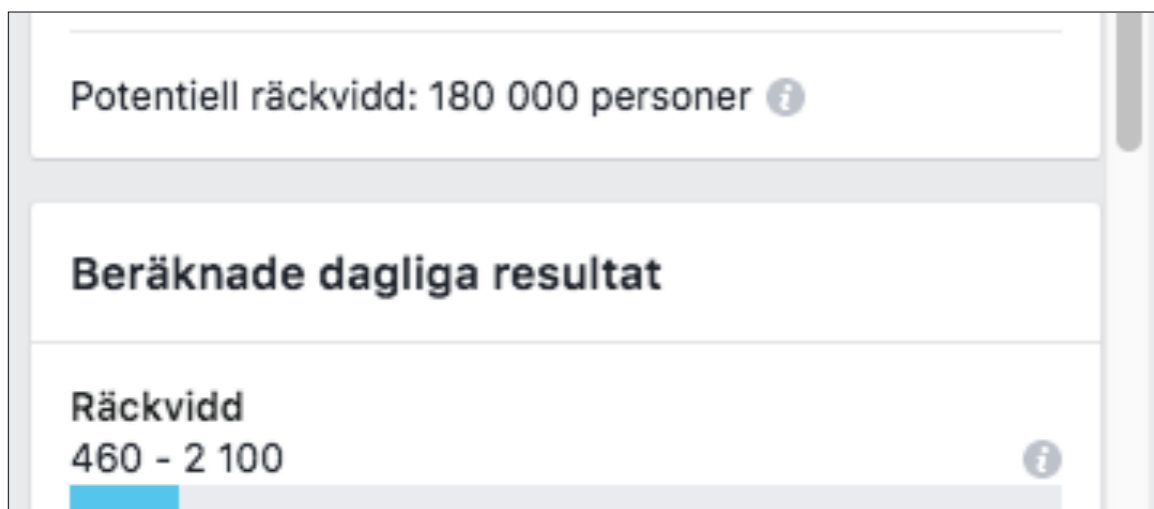 Potentiell räckvidd: 180 000 personer
Beräknade dagliga resultat
Räckvidd
460 - 2 100